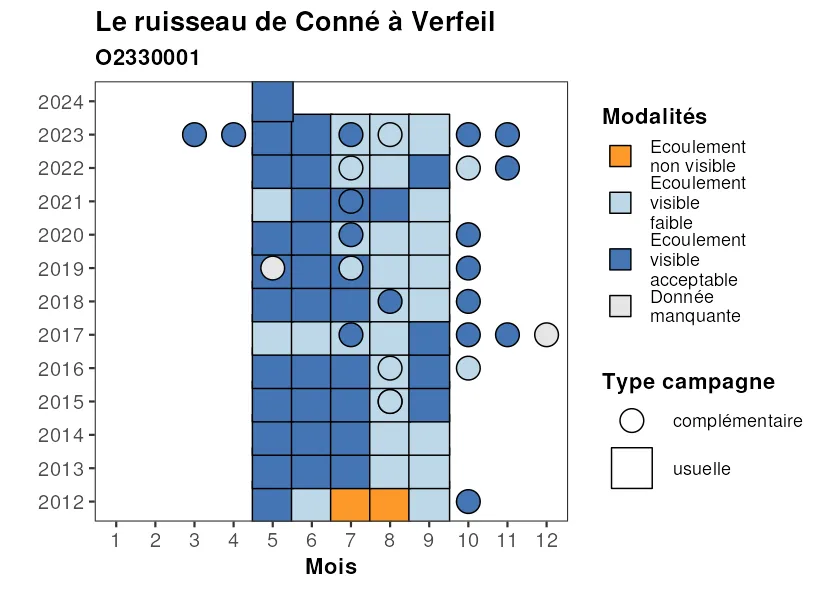 Le ruisseau de Conné à Verfeil
O2330001
2024
2023
2022
2021
2020
2019
2018
2017
2016
2015
2014
2013
2012
1 2 3 4 5 6 7 8 9 10 11 12
Mois
Modalités
Ecoulement
non visible
Ecoulement
visible
faible
Ecoulement
visible
acceptable
Donnée
manquante
Type campagne
complémentaire
usuelle